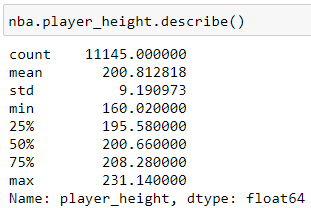 nba.player_height.describe()
count    11145.000000
mean       200.812818
std          9.190973
min        160.020000
25%        195.580000
50%        200.660000
75%        208.280000
max        231.140000
Name: player_height, dtype: float64